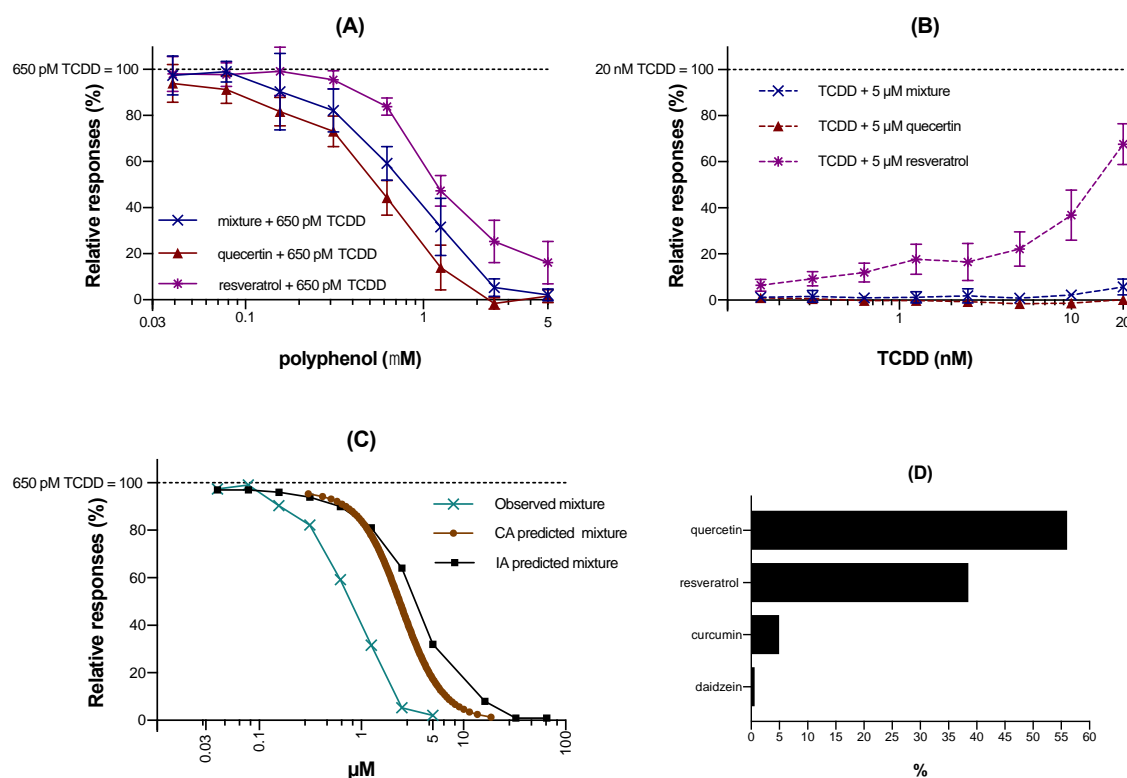 (A)
650 pM TCDD = 100
80
60
40
20
0
Relative responses (%)
mixture + 650 pM TCDD
quecertin + 650 pM TCDD
resveratrol + 650 pM TCDD
0.03 0.1 1 5
polyphenol (mM)
(B)
20 nM TCDD = 100
80
60
40
20
0
Relative responses (%)
TCDD + 5 µM mixture
TCDD + 5 µM quecertin
TCDD + 5 µM resveratrol
1 10 20
TCDD (nM)
(C)
650 pM TCDD = 100
80
60
40
20
0
Relative responses (%)
Observed mixture
CA predicted mixture
IA predicted mixture
0.03 0.1 1 5 10 100
µM
(D)
quercetin
resveratrol
curcumin
daidzein
0 5 10 15 20 25 30 35 40 45 50 55 60
%